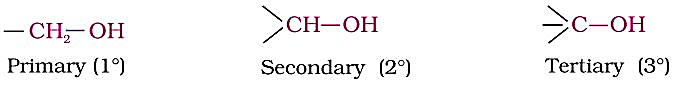 —CH₂—OH
CH—OH
C—OH
Primary (1°)
Secondary (2°)
Tertiary (3°)